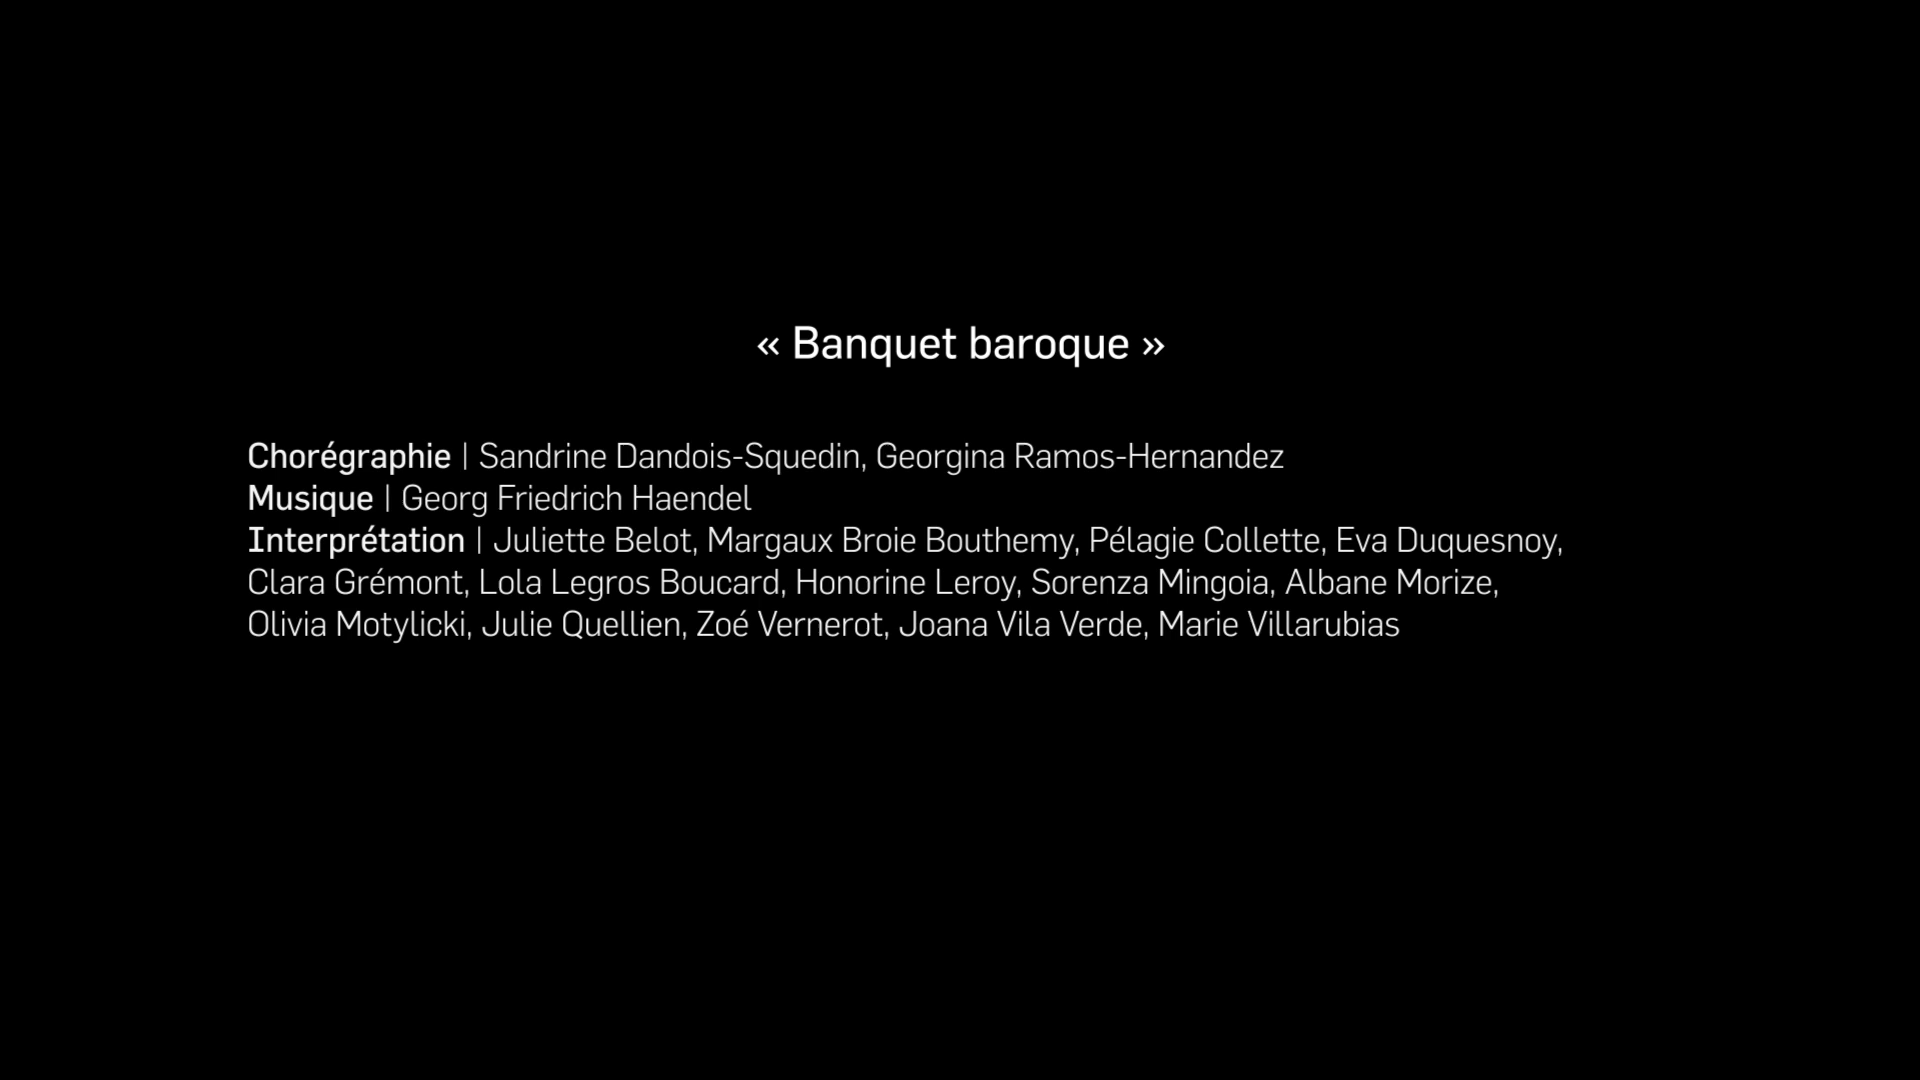 « Banquet baroque »
Chorégraphie | Sandrine Dandois-Squedin, Georgina Ramos-Hernandez
Musique | Georg Friedrich Haendel
Interprétation | Juliette Belot, Margaux Broie Bouthemy, Pélagie Collette, Eva Duquesnoy,
Clara Grémont, Lola Legros Boucard, Honorine Leroy, Sorenza Mingoia, Albane Morize,
Olivia Motylicki, Julie Quellien, Zoé Vernerot, Joana Vila Verde, Marie Villarubias